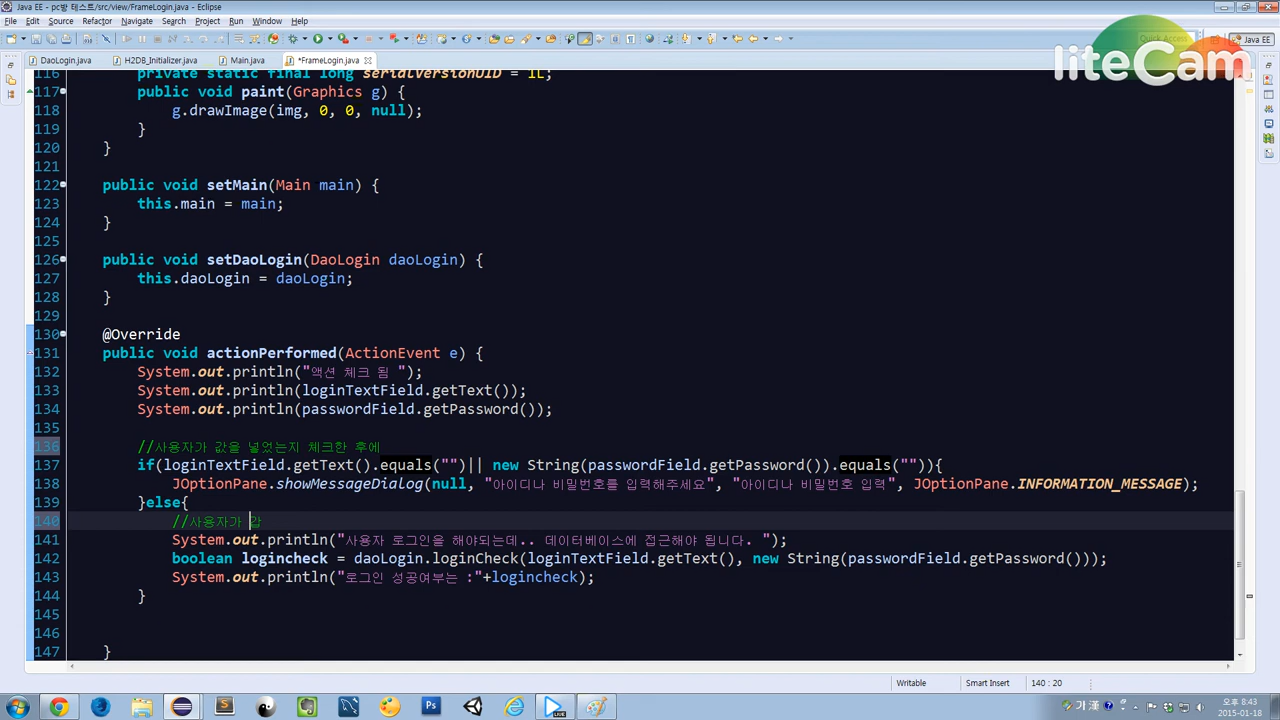 Java EE - pc방 테스트/src/view/FrameLogin.java - Eclipse
File Edit Source Refactor Navigate Search Project Run Window Help
Quick Access
Java EE
liteCam
DaoLogin.java H2DB_Initializer.java Main.java *FrameLogin.java
116 private static final long serialVersionUID = 1L;
117 public void paint(Graphics g) {
118 g.drawImage(img, 0, 0, null);
119 }
120 }
121
122 public void setMain(Main main) {
123 this.main = main;
124 }
125
126 public void setDaoLogin(DaoLogin daoLogin) {
127 this.daoLogin = daoLogin;
128 }
129
130 @Override
131 public void actionPerformed(ActionEvent e) {
132 System.out.println("액션 체크 됨 ");
133 System.out.println(loginTextField.getText());
134 System.out.println(passwordField.getPassword());
135
136 //사용자가 값을 넣었는지 체크한 후에
137 if(loginTextField.getText().equals("")|| new String(passwordField.getPassword()).equals("")){
138 JOptionPane.showMessageDialog(null, "아이디나 비밀번호를 입력해주세요", "아이디나 비밀번호 입력", JOptionPane.INFORMATION_MESSAGE);
139 }else{
140 //사용자가 갑
141 System.out.println("사용자 로그인을 해야되는데.. 데이터베이스에 접근해야 됩니다. ");
142 boolean logincheck = daoLogin.loginCheck(loginTextField.getText(), new String(passwordField.getPassword()));
143 System.out.println("로그인 성공여부는 :"+logincheck);
144 }
145
146
147 }
Writable Smart Insert 140 : 20
가 漢
오후 8:43
2015-01-18